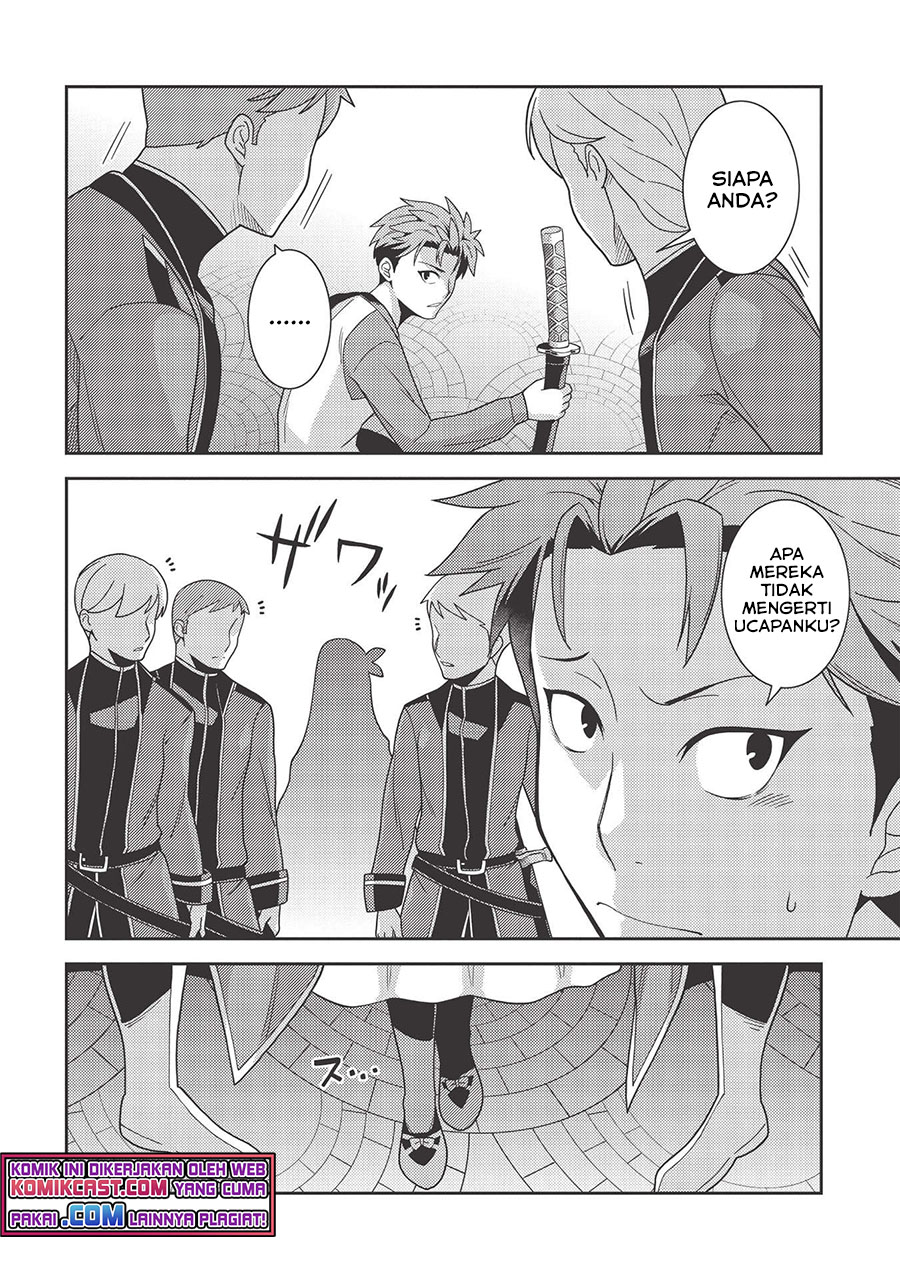 SIAPA
ANDA?
......
ザワ
APA
MEREKA
TIDAK
MENGERTI
UCAPANKU?
ス...
KOMIK INI DIKERJAKAN OLEH WEB
KOMIKCAST.COM YANG CUMA
PAKAI .COM LAINNYA PLAGIAT!